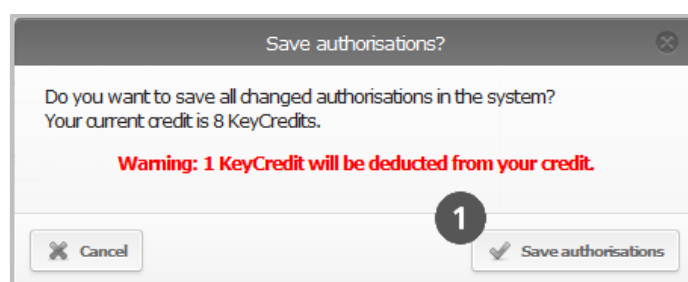 Save authorisations?
Do you want to save all changed authorisations in the system?
Your current credit is 8 KeyCredits.
Warning: 1 KeyCredit will be deducted from your credit.
1
Cancel
Save authorisations